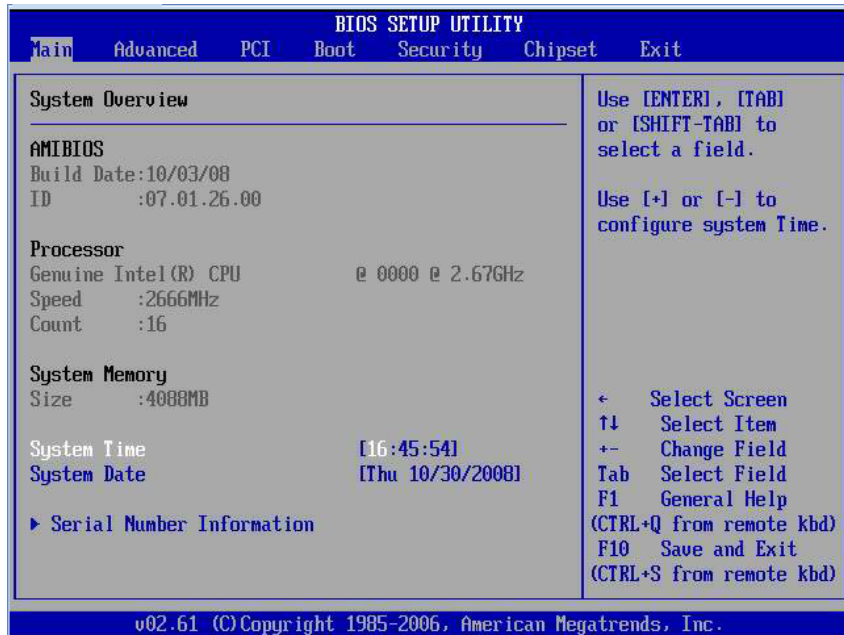 BIOS SETUP UTILITY
Main Advanced PCI Boot Security Chipset Exit
System Overview
AMIBIOS
Build Date:10/03/08
ID :07.01.26.00
Processor
Genuine Intel(R) CPU @ 0000 @ 2.67GHz
Speed :2666MHz
Count :16
System Memory
Size :4088MB
System Time [16:45:54]
System Date [Thu 10/30/2008]
▶ Serial Number Information
Use [ENTER], [TAB]
or [SHIFT-TAB] to
select a field.
Use [+] or [-] to
configure system Time.
← Select Screen
↑↓ Select Item
+- Change Field
Tab Select Field
F1 General Help
(CTRL+Q from remote kbd)
F10 Save and Exit
(CTRL+S from remote kbd)
v02.61 (C)Copyright 1985-2006, American Megatrends, Inc.